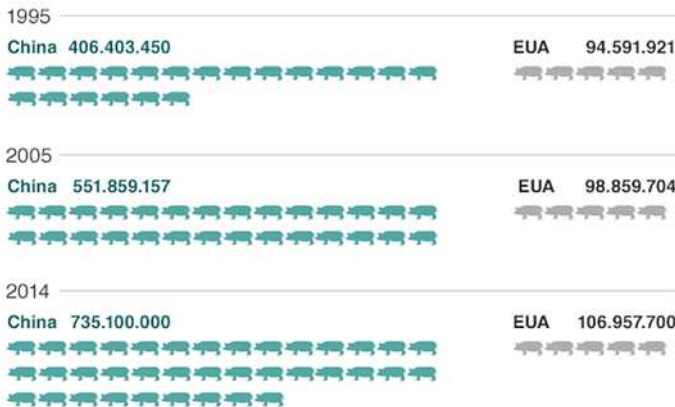 1995
China 406.403.450 EUA 94.591.921
2005
China 551.859.157 EUA 98.859.704
2014
China 735.100.000 EUA 106.957.700